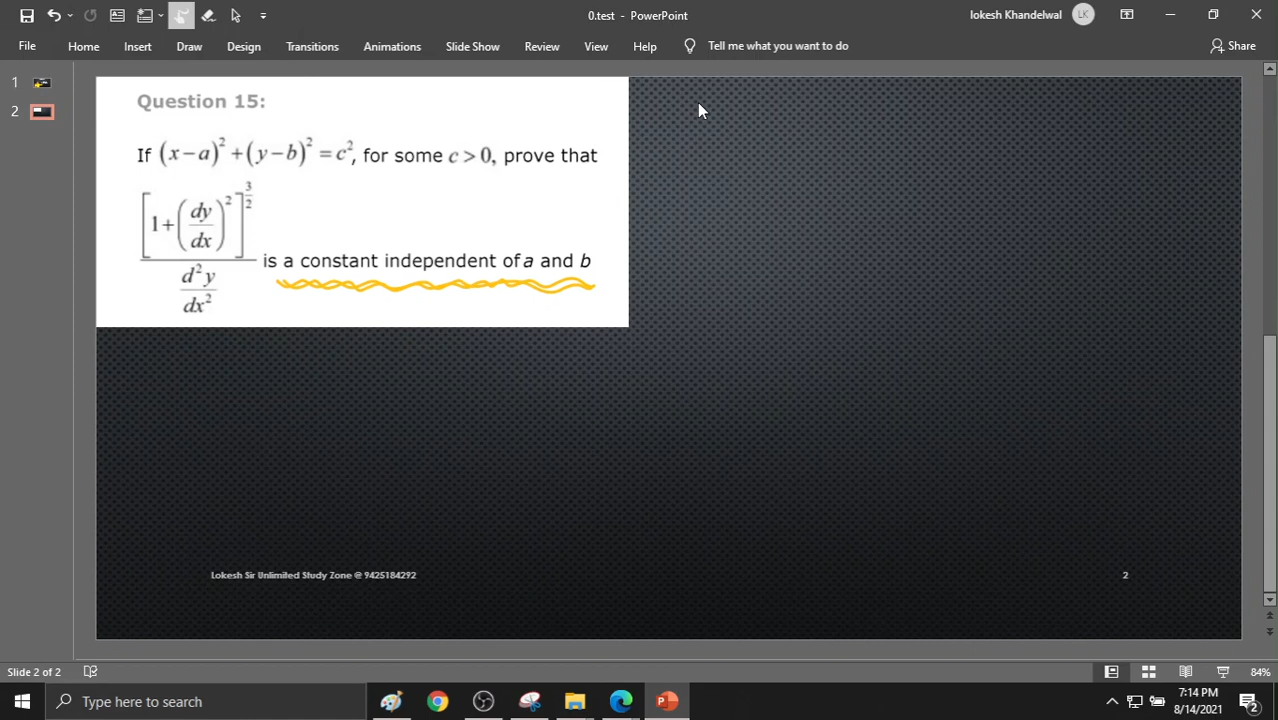 0.test - PowerPoint
lokesh Khandelwal LK
File Home Insert Draw Design Transitions Animations Slide Show Review View Help Tell me what you want to do Share
1
2
Question 15:
If (x−a)² + (y−b)² = c², for some c > 0, prove that
[1+(dy/dx)²]^(3/2)
is a constant independent of a and b
d²y/dx²
Lokesh Sir Unlimited Study Zone @ 9425184292 2
Slide 2 of 2 84%
Type here to search
7:14 PM
8/14/2021
2